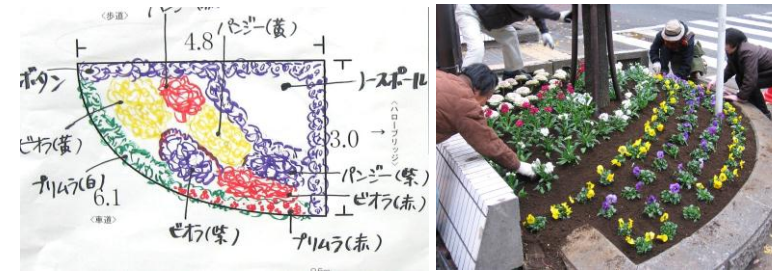 〈歩道〉
4.8
パンジー(黄)
ボタン
ノースポール
〈ハローブリッジ〉
3.0
→
ビオラ(黄)
プリムラ(白)
6.1
〈車道〉
ビオラ(紫)
パンジー(紫)
ビオラ(赤)
プリムラ(赤)